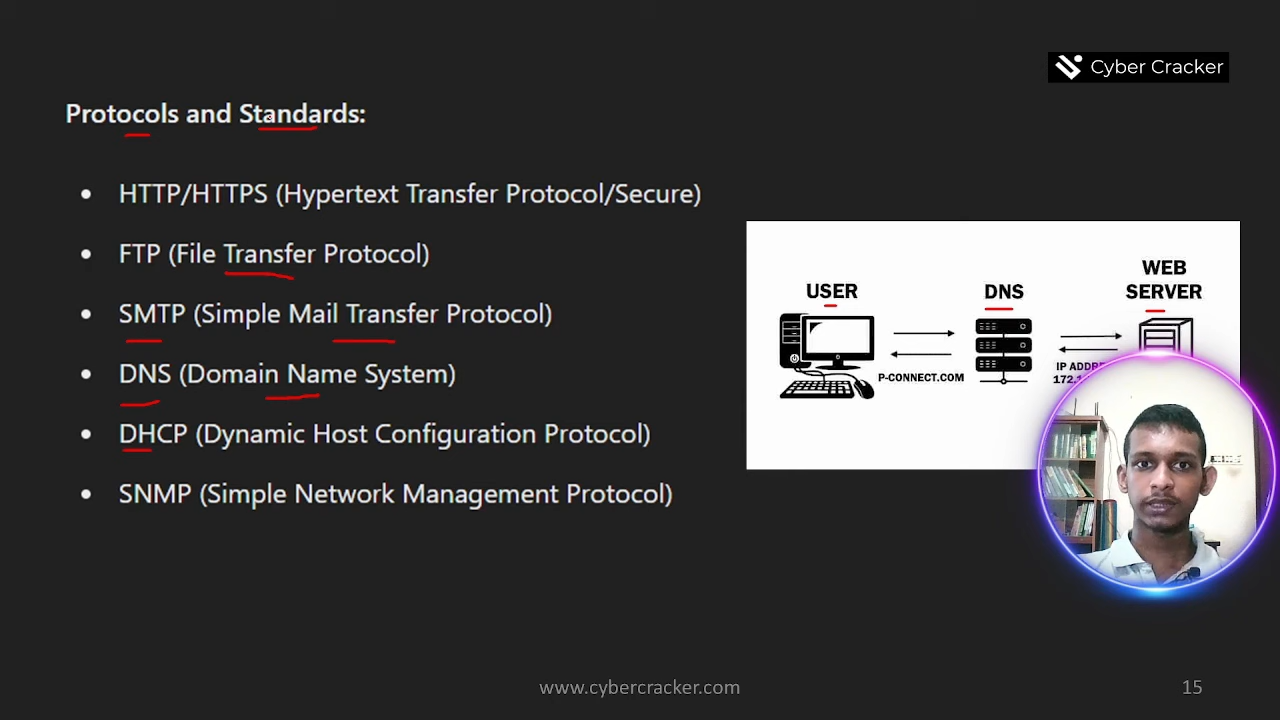 Cyber Cracker
Protocols and Standards:
• HTTP/HTTPS (Hypertext Transfer Protocol/Secure)
• FTP (File Transfer Protocol)
• SMTP (Simple Mail Transfer Protocol)
• DNS (Domain Name System)
• DHCP (Dynamic Host Configuration Protocol)
• SNMP (Simple Network Management Protocol)
USER
DNS
WEB
SERVER
P-CONNECT.COM
IP
www.cybercracker.com
15